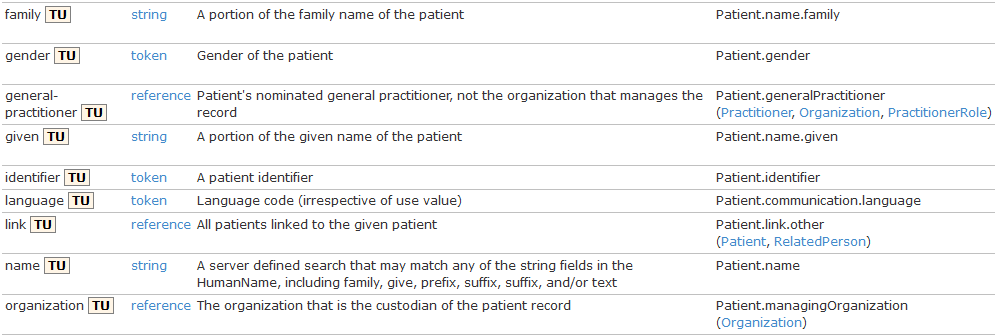 family TU string A portion of the family name of the patient Patient.name.family
gender TU token Gender of the patient Patient.gender
general- reference Patient's nominated general practitioner, not the organization that manages the Patient.generalPractitioner
practitioner TU record (Practitioner, Organization, PractitionerRole)
given TU string A portion of the given name of the patient Patient.name.given
identifier TU token A patient identifier Patient.identifier
language TU token Language code (irrespective of use value) Patient.communication.language
link TU reference All patients linked to the given patient Patient.link.other
(Patient, RelatedPerson)
name TU string A server defined search that may match any of the string fields in the Patient.name
HumanName, including family, give, prefix, suffix, suffix, and/or text
organization TU reference The organization that is the custodian of the patient record Patient.managingOrganization
(Organization)